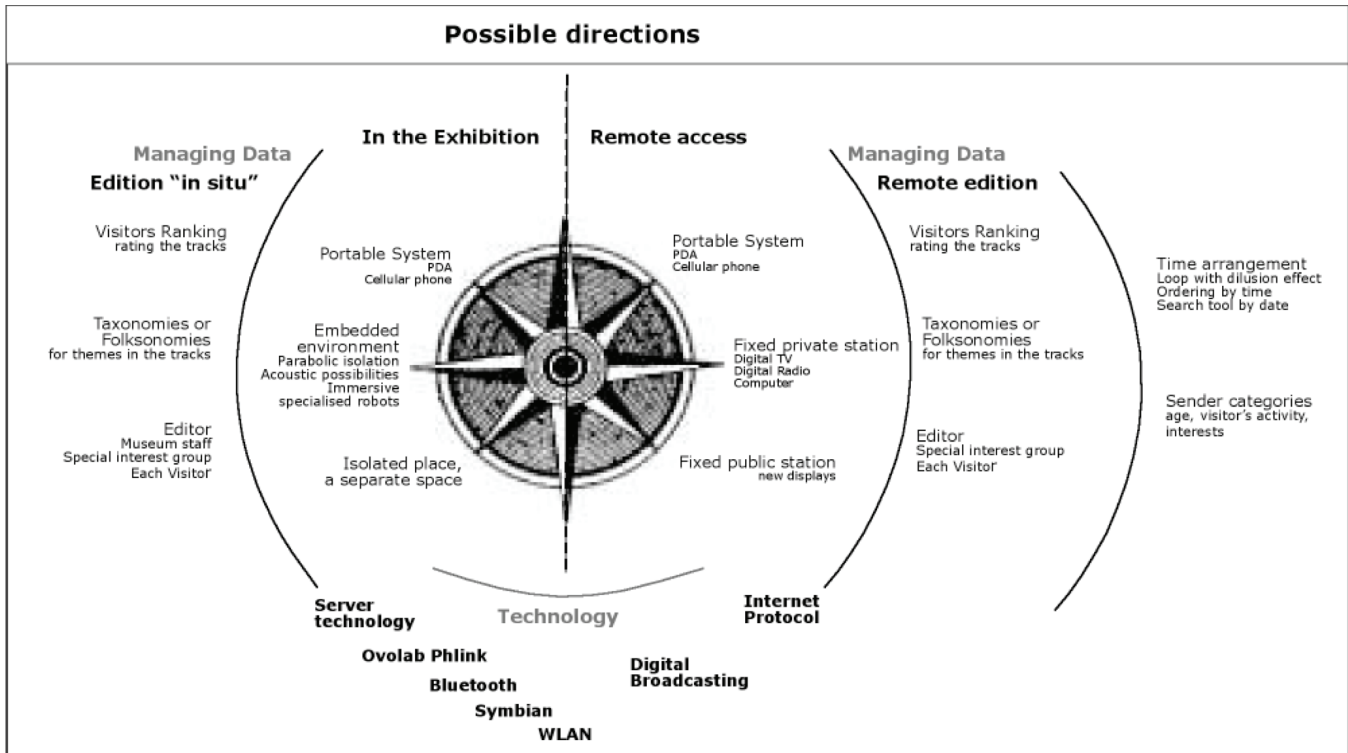 Possible directions
In the Exhibition
Remote access
Managing Data
Edition “in situ”
Visitors Ranking
rating the tracks
Taxonomies or
Folksonomies
for themes in the tracks
Editor
Museum staff
Special interest group
Each Visitor
Portable System
PDA
Cellular phone
Embedded
environment
Parabolic isolation
Acoustic possibilities
Immersive
specialised robots
Isolated place,
a separate space
Portable System
PDA
Cellular phone
Fixed private station
Digital TV
Digital Radio
Computer
Fixed public station
new displays
Managing Data
Remote edition
Visitors Ranking
rating the tracks
Taxonomies or
Folksonomies
for themes in the tracks
Editor
Special interest group
Each Visitor
Time arrangement
Loop with dilusion effect
Ordering by time
Search tool by date
Sender categories
age, visitor’s activity,
interests
Technology
Server
technology
Ovolab Phlink
Bluetooth
Symbian
WLAN
Digital
Broadcasting
Internet
Protocol